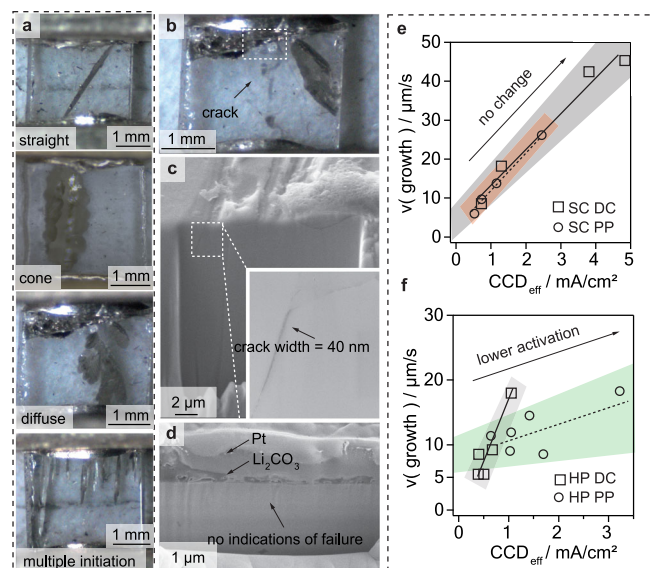 a
1 mm
straight
1 mm
cone
1 mm
diffuse
1 mm
multiple initiation
b
crack
1 mm
c
crack width = 40 nm
2 µm
d
Pt
Li₂CO₃
no indications of failure
1 µm
e
v( growth ) / µm/s
50
40
30
20
10
0
no change
SC DC
SC PP
0 1 2 3 4 5
CCD_eff / mA/cm²
f
v( growth ) / µm/s
30
20
10
5
0
lower activation
HP DC
HP PP
0 1 2 3
CCD_eff / mA/cm²